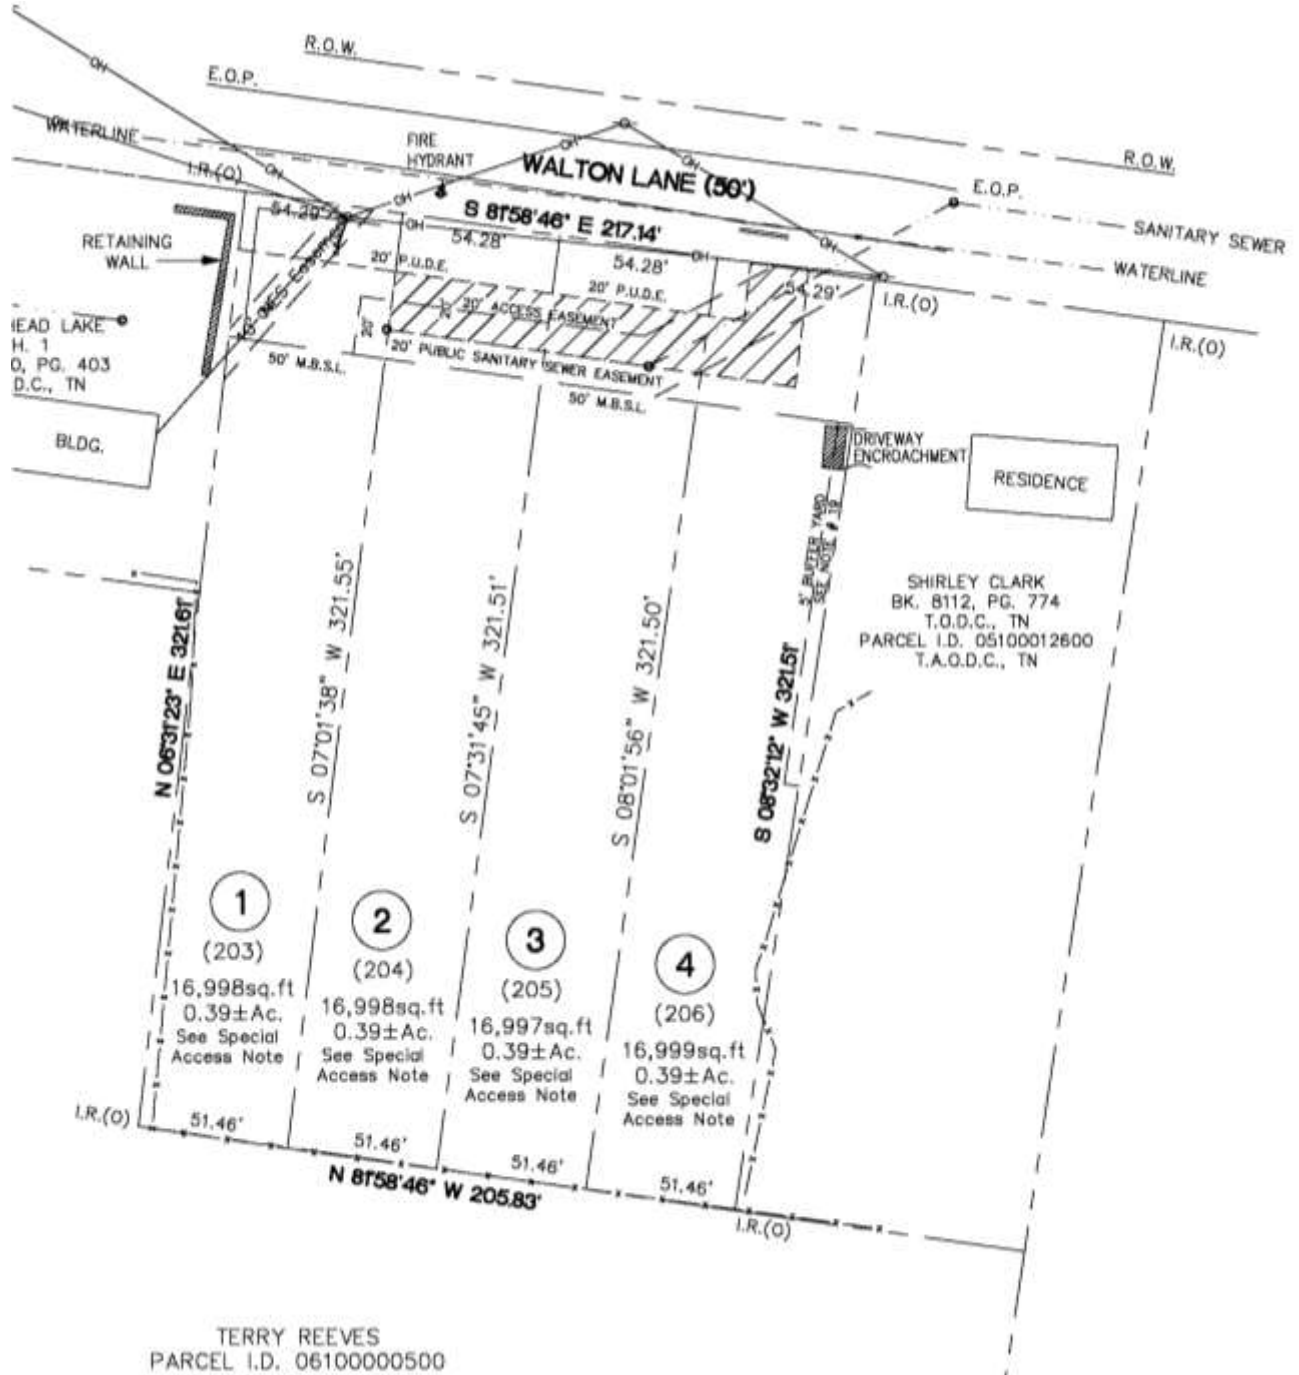 R.O.W.
E.O.P.
WATERLINE
FIRE
HYDRANT
WALTON LANE (50')
R.O.W.
E.O.P.
SANITARY SEWER
WATERLINE
I.R.(O)
S 81°58'46" E 217.14'
54.29'
54.28'
54.28'
54.29'
I.R.(O)
I.R.(O)
RETAINING
WALL
20' P.U.D.E.
20' P.U.D.E.
20' ACCESS EASEMENT
20'
20'
20' PUBLIC SANITARY SEWER EASEMENT
50' M.B.S.L.
50' M.B.S.L.
HEAD LAKE
H. 1
O, PG. 403
D.C., TN
BLDG.
DRIVEWAY
ENCROACHMENT
RESIDENCE
5' BUFFER YARD
SEE NOTE # 19
SHIRLEY CLARK
BK. 8112, PG. 774
T.O.D.C., TN
PARCEL I.D. 05100012600
T.A.O.D.C., TN
N 06°31'23" E 321.61'
S 07°01'38" W 321.55'
S 07°31'45" W 321.51'
S 08°01'56" W 321.50'
S 08°32'12" W 321.51'
1
(203)
16,998sq.ft
0.39±Ac.
See Special
Access Note
2
(204)
16,998sq.ft
0.39±Ac.
See Special
Access Note
3
(205)
16,997sq.ft
0.39±Ac.
See Special
Access Note
4
(206)
16,999sq.ft
0.39±Ac.
See Special
Access Note
I.R.(O)
51.46'
51.46'
51.46'
51.46'
N 81°58'46" W 205.83'
I.R.(O)
TERRY REEVES
PARCEL I.D. 06100000500